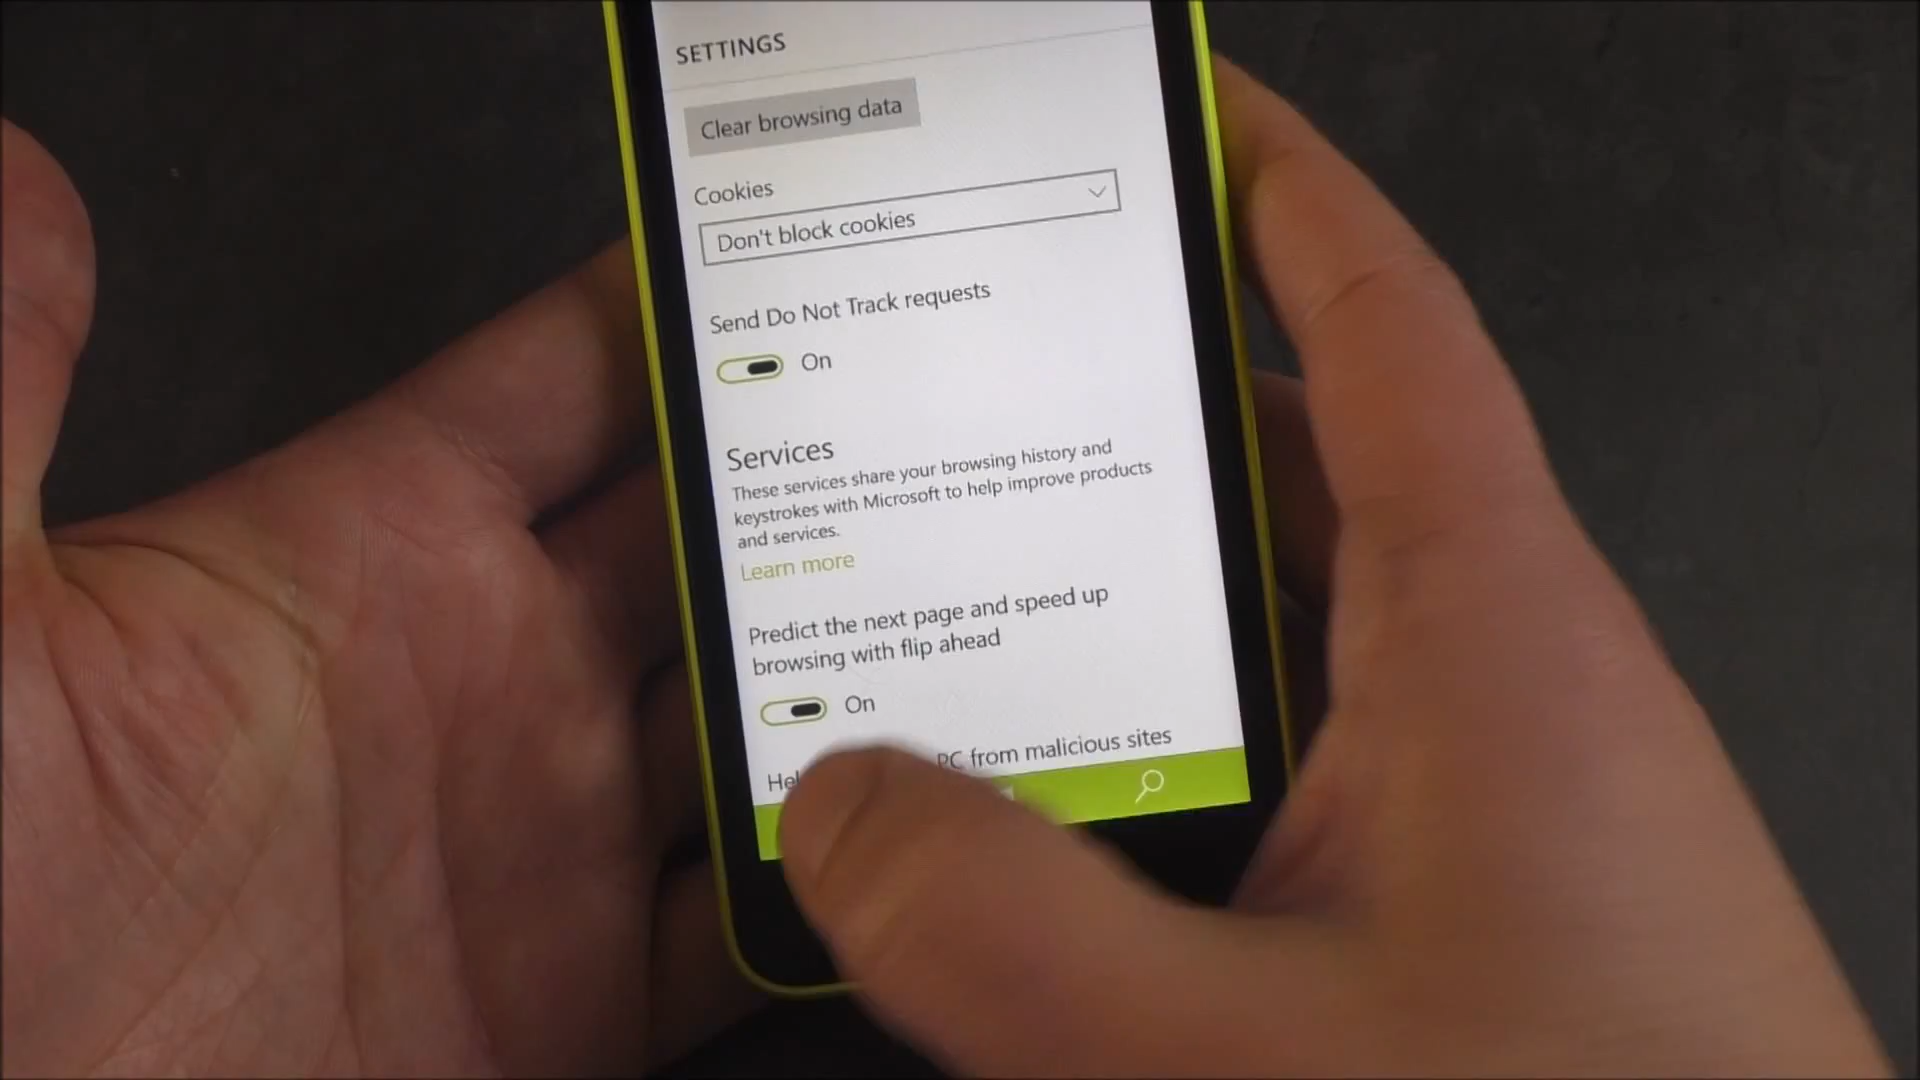 SETTINGS
Clear browsing data
Cookies
Don't block cookies
Send Do Not Track requests
On
Services
These services share your browsing history and
keystrokes with Microsoft to help improve products
and services.
Learn more
Predict the next page and speed up
browsing with flip ahead
On
PC from malicious sites